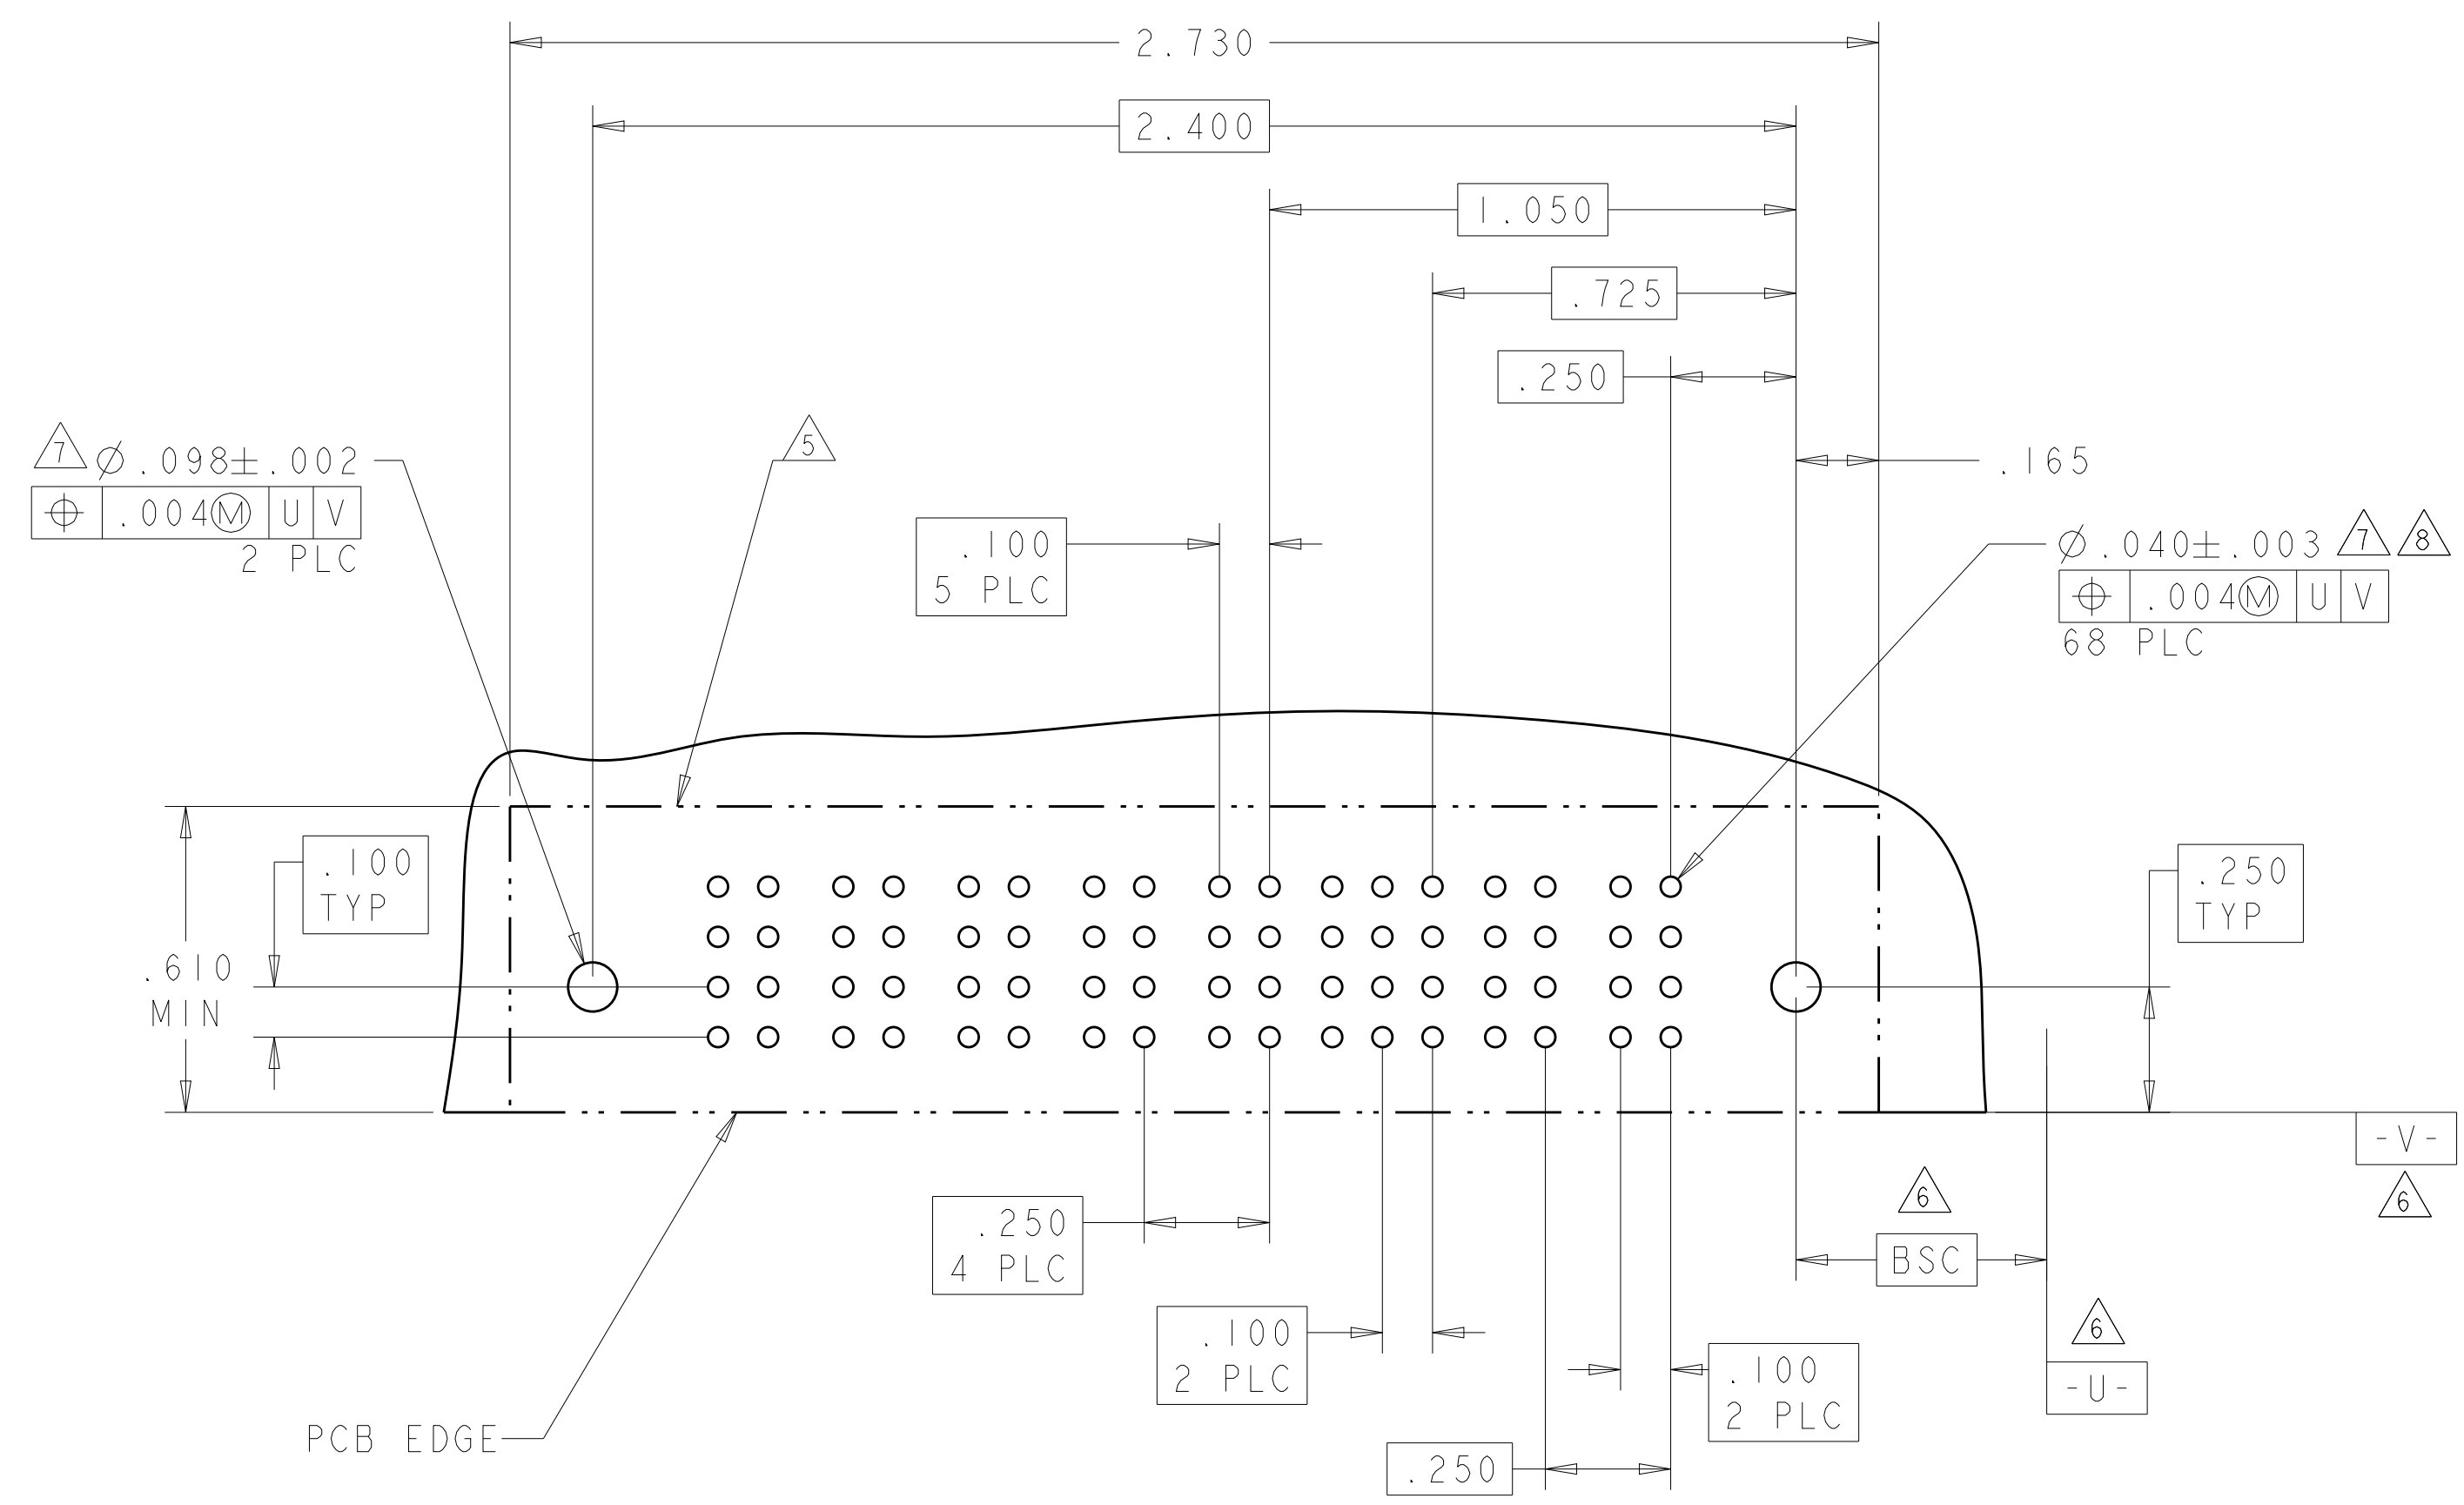 2.730
2.400
1.050
.725
.250
7 ⌀.098±.002
⌖ .004Ⓜ U V
2 PLC
5
.165
.100
5 PLC
⌀.040±.003 7 8
⌖ .004Ⓜ U V
68 PLC
.100
TYP
.250
TYP
.610
MIN
-V-
6
6
BSC
.250
4 PLC
6
-U-
.100
2 PLC
.100
2 PLC
PCB EDGE
.250